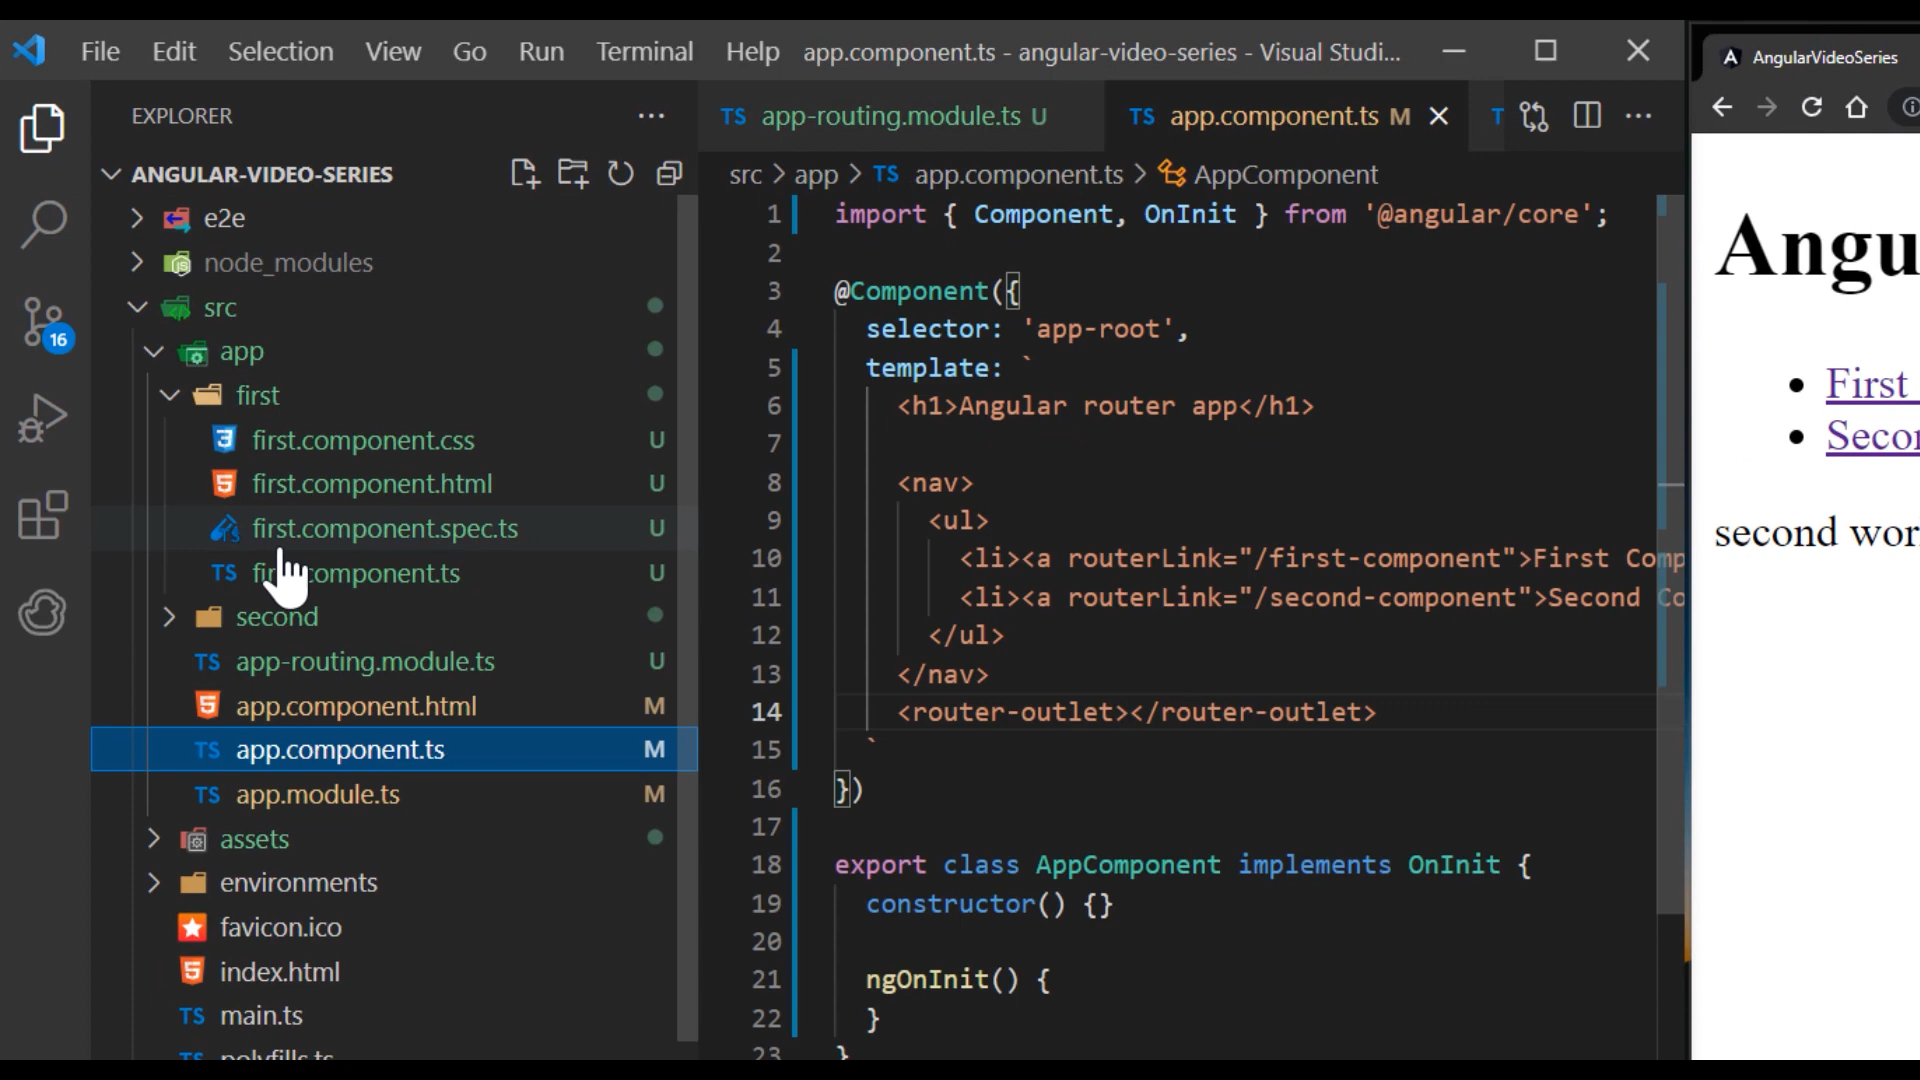 File Edit Selection View Go Run Terminal Help app.component.ts - angular-video-series - Visual Studi...
EXPLORER
ANGULAR-VIDEO-SERIES
e2e
node_modules
src
app
first
first.component.css U
first.component.html U
first.component.spec.ts U
component.ts U
second
app-routing.module.ts U
app.component.html M
app.component.ts M
app.module.ts M
assets
environments
favicon.ico
index.html
main.ts
polyfills.ts
16
TS app-routing.module.ts U
TS app.component.ts M
src > app > TS app.component.ts > AppComponent
1 import { Component, OnInit } from '@angular/core';
2
3 @Component({
4 selector: 'app-root',
5 template: `
6 <h1>Angular router app</h1>
7
8 <nav>
9 <ul>
10 <li><a routerLink="/first-component">First Comp
11 <li><a routerLink="/second-component">Second Co
12 </ul>
13 </nav>
14 <router-outlet></router-outlet>
15 `
16 })
17
18 export class AppComponent implements OnInit {
19 constructor() {}
20
21 ngOnInit() {
22 }
23 }
AngularVideoSeries
Angu
First
Secon
second wor